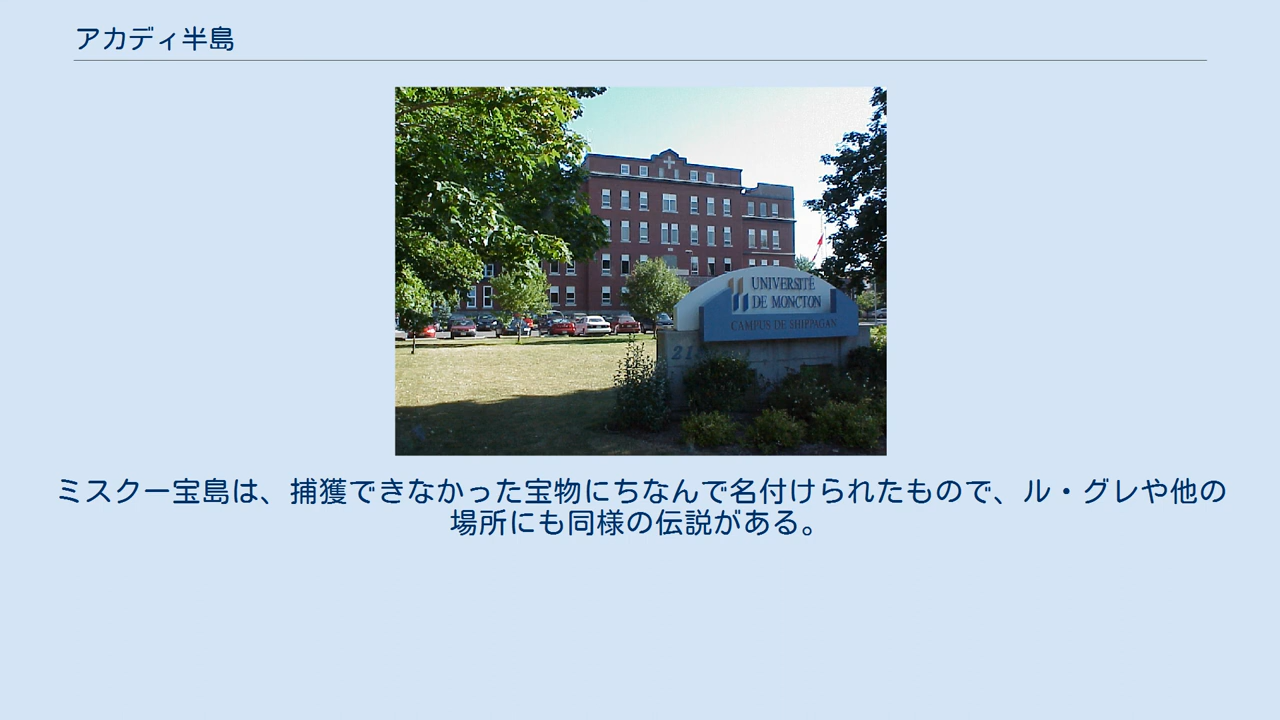 アカディ半島
UNIVERSITÉ
DE MONCTON
CAMPUS DE SHIPPAGAN
ミスクー宝島は、捕獲できなかった宝物にちなんで名付けられたもので、ル・グレや他の
場所にも同様の伝説がある。